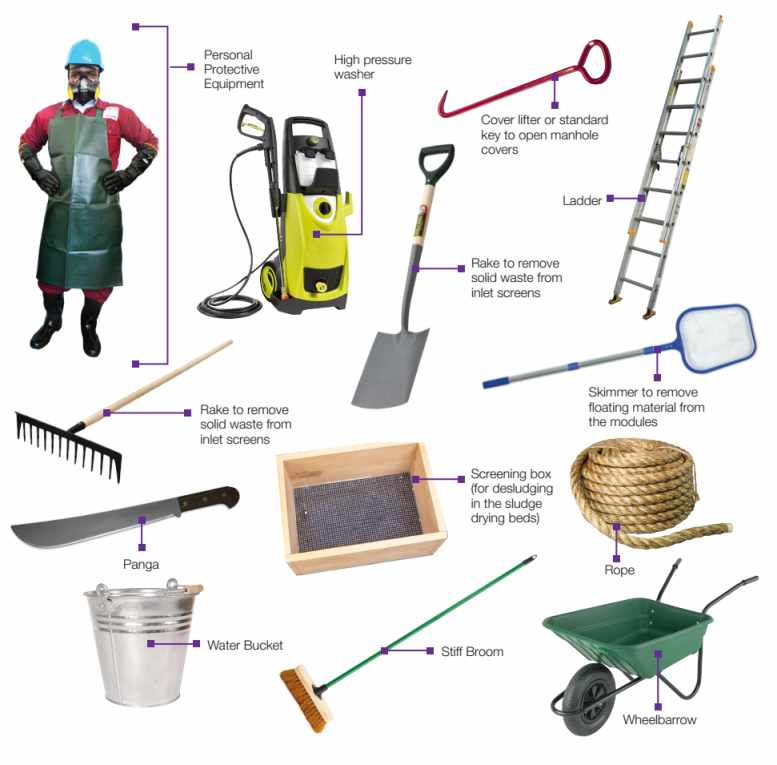 Personal
Protective
Equipment
High pressure
washer
Cover lifter or standard
key to open manhole
covers
Ladder
Rake to remove
solid waste from
inlet screens
Skimmer to remove
floating material from
the modules
Rake to remove
solid waste from
inlet screens
Screening box
(for desludging
in the sludge
drying beds)
Rope
Panga
Water Bucket
Stiff Broom
Wheelbarrow